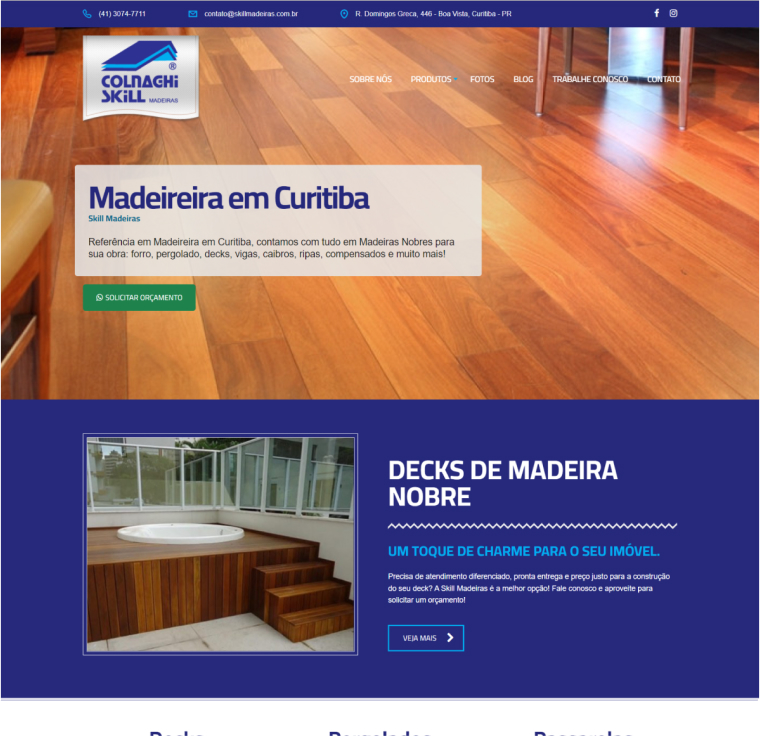 (41) 3074-7711
contato@skillmadeiras.com.br
R. Domingos Greca, 446 - Boa Vista, Curitiba - PR
COLNAGHI
SKiLL MADEIRAS
®
SOBRE NÓS PRODUTOS FOTOS BLOG TRABALHE CONOSCO CONTATO
Madeireira em Curitiba
Skill Madeiras
Referência em Madeireira em Curitiba, contamos com tudo em Madeiras Nobres para
sua obra: forro, pergolado, decks, vigas, caibros, ripas, compensados e muito mais!
SOLICITAR ORÇAMENTO
DECKS DE MADEIRA
NOBRE
UM TOQUE DE CHARME PARA O SEU IMÓVEL.
Precisa de atendimento diferenciado, pronta entrega e preço justo para a construção
do seu deck? A Skill Madeiras é a melhor opção! Fale conosco e aproveite para
solicitar um orçamento!
VEJA MAIS
Decks Pergolados Passarelas